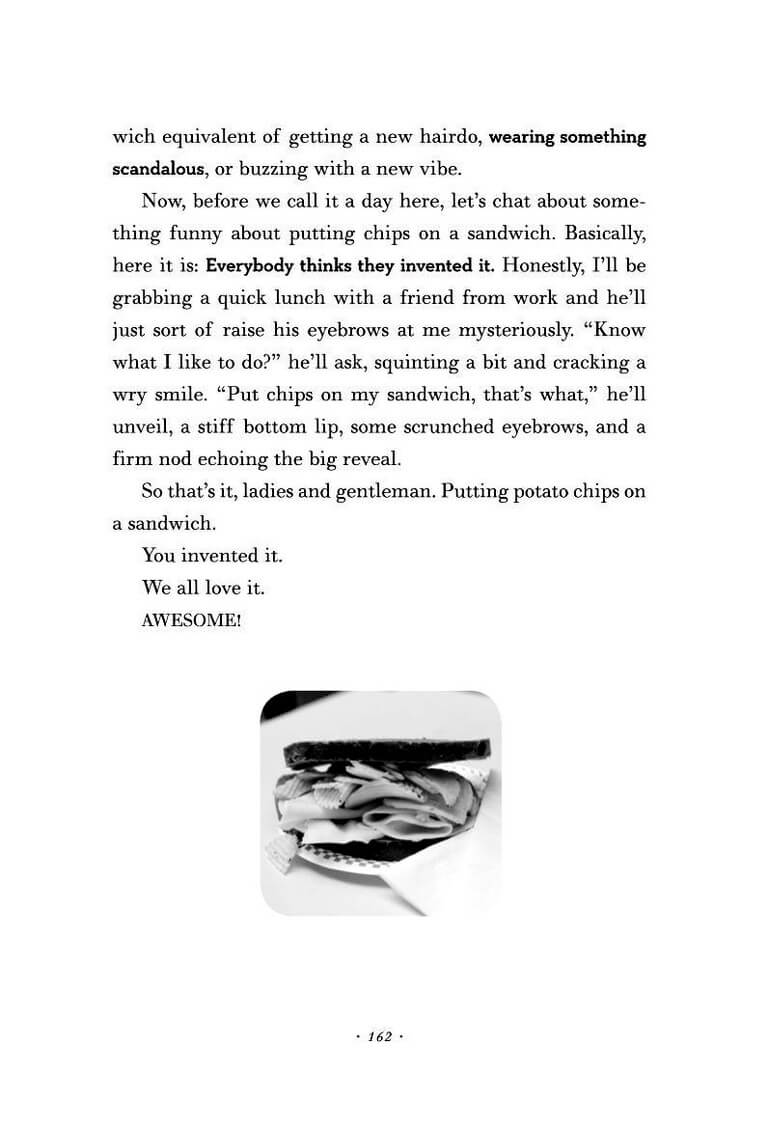 wich equivalent of getting a new hairdo, wearing something
scandalous, or buzzing with a new vibe.
Now, before we call it a day here, let’s chat about some-
thing funny about putting chips on a sandwich. Basically,
here it is: Everybody thinks they invented it. Honestly, I’ll be
grabbing a quick lunch with a friend from work and he’ll
just sort of raise his eyebrows at me mysteriously. “Know
what I like to do?” he’ll ask, squinting a bit and cracking a
wry smile. “Put chips on my sandwich, that’s what,” he’ll
unveil, a stiff bottom lip, some scrunched eyebrows, and a
firm nod echoing the big reveal.
So that’s it, ladies and gentleman. Putting potato chips on
a sandwich.
You invented it.
We all love it.
AWESOME!
· 162 ·